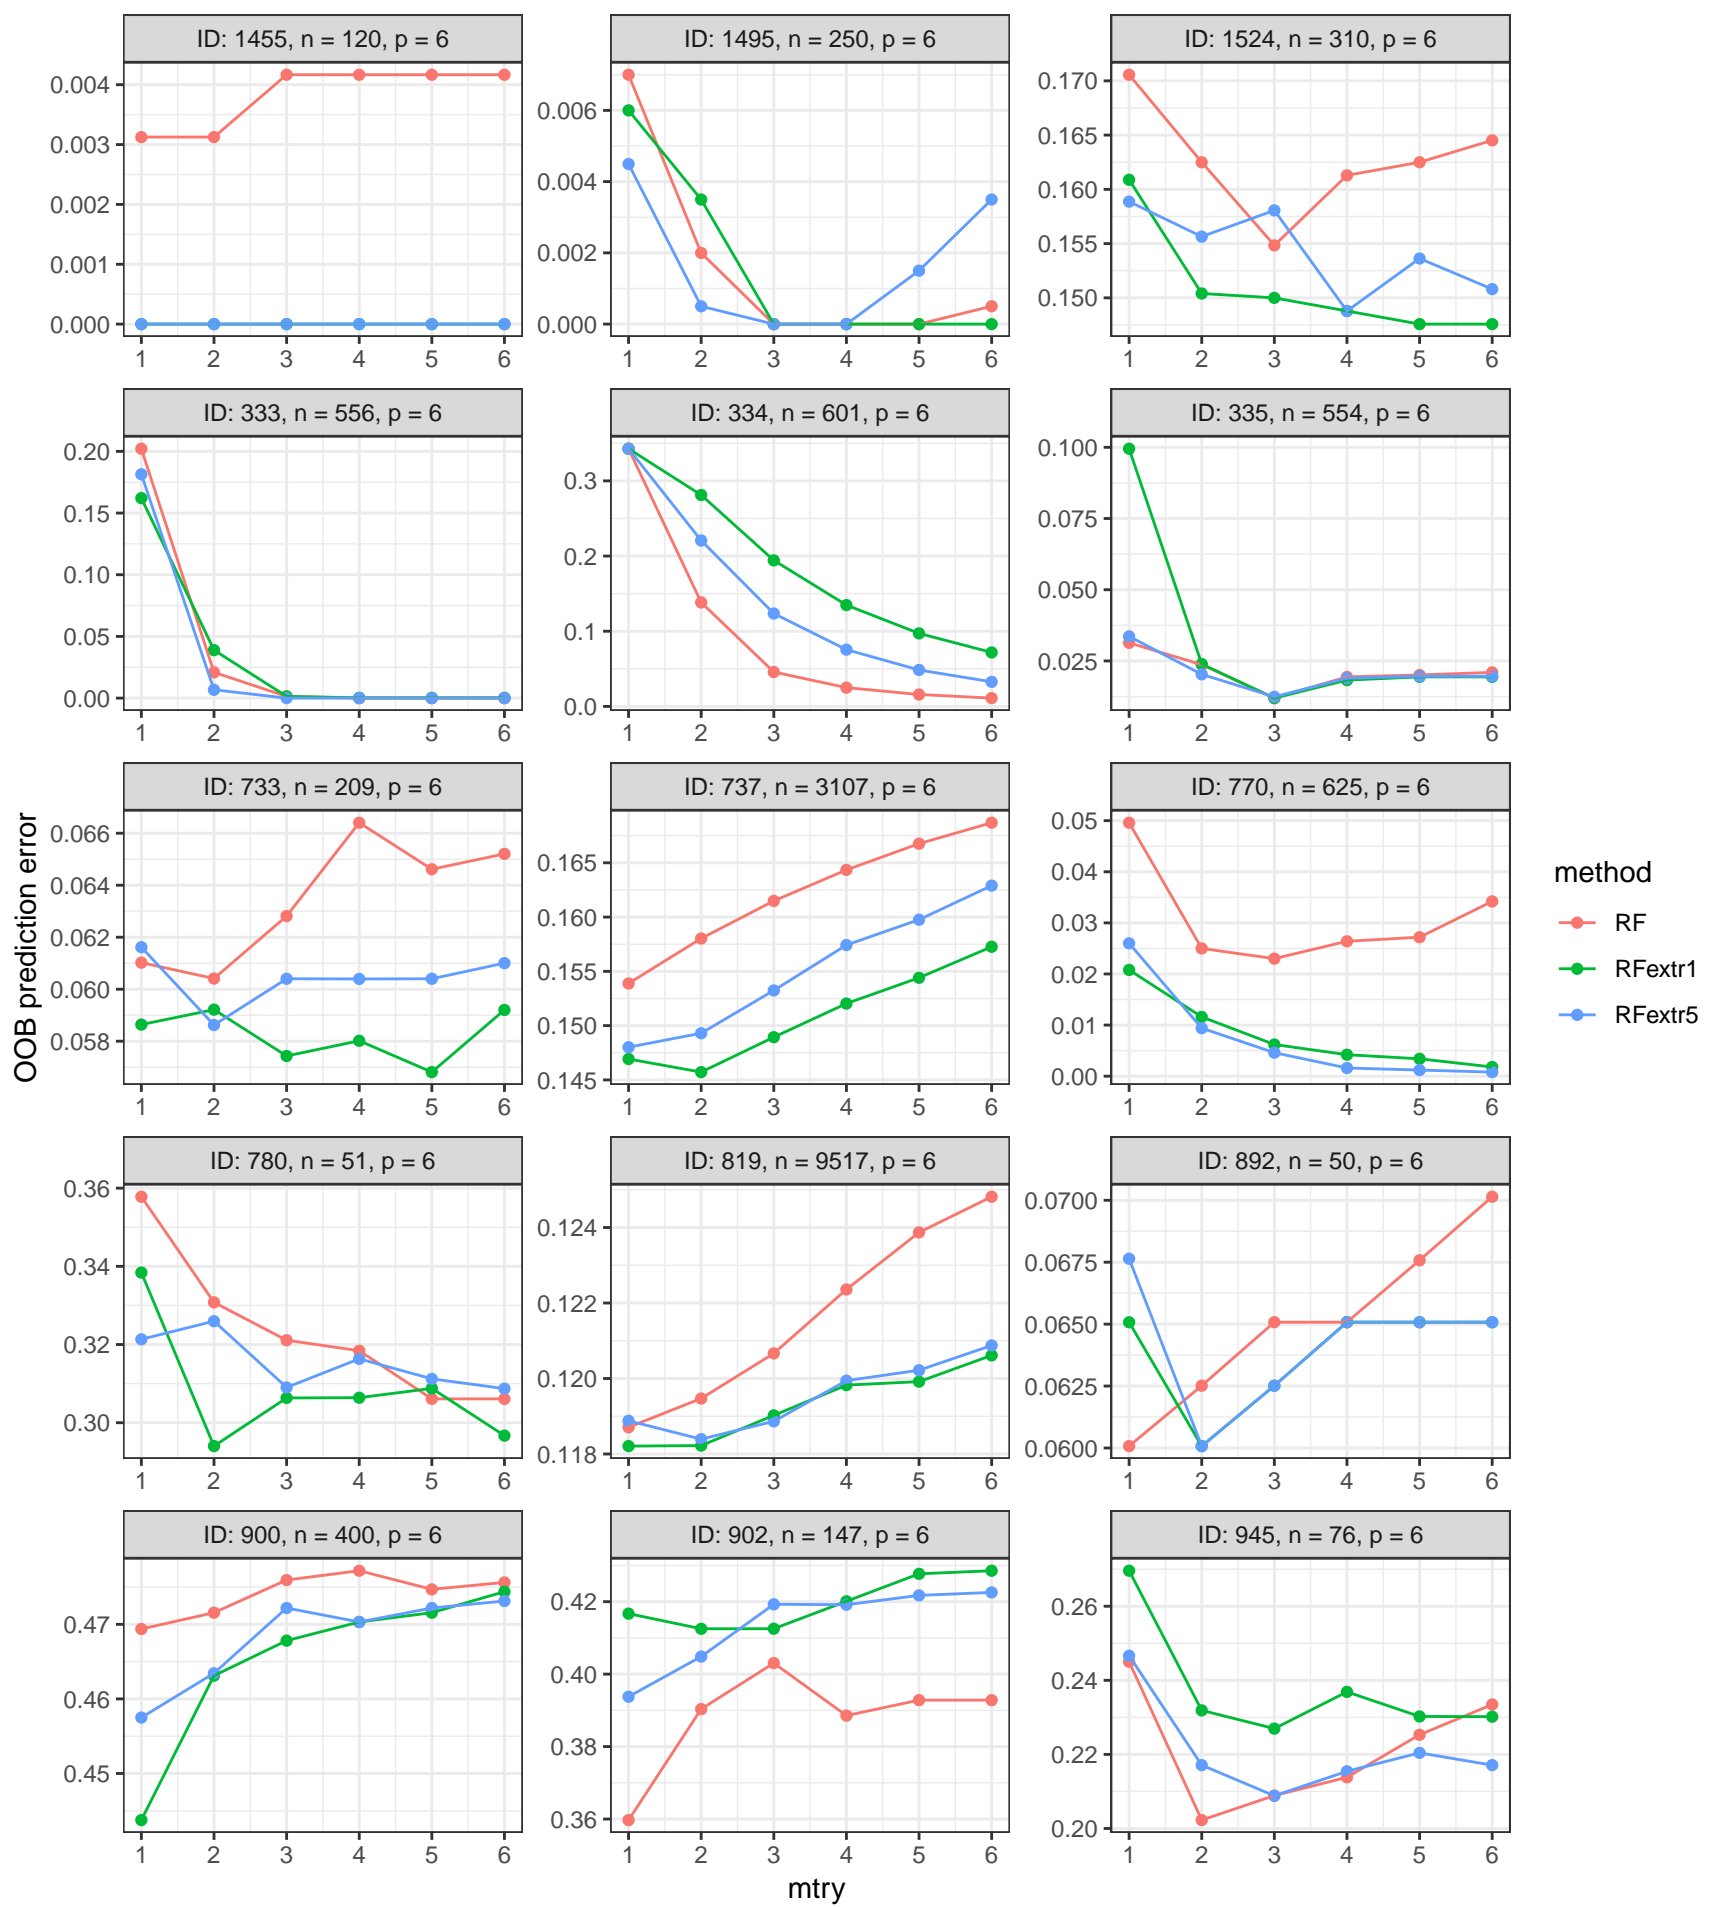 ID: 1455, n = 120, p = 6
ID: 1495, n = 250, p = 6
ID: 1524, n = 310, p = 6
0.004
0.003
0.002
0.001
0.000
0.006
0.004
0.002
0.000
0.170
0.165
0.160
0.155
0.150
1 2 3 4 5 6
1 2 3 4 5 6
1 2 3 4 5 6
ID: 333, n = 556, p = 6
ID: 334, n = 601, p = 6
ID: 335, n = 554, p = 6
0.20
0.15
0.10
0.05
0.00
0.3
0.2
0.1
0.0
0.100
0.075
0.050
0.025
1 2 3 4 5 6
1 2 3 4 5 6
1 2 3 4 5 6
ID: 733, n = 209, p = 6
ID: 737, n = 3107, p = 6
ID: 770, n = 625, p = 6
0.066
0.064
0.062
0.060
0.058
0.165
0.160
0.155
0.150
0.145
0.05
0.04
0.03
0.02
0.01
0.00
1 2 3 4 5 6
1 2 3 4 5 6
1 2 3 4 5 6
ID: 780, n = 51, p = 6
ID: 819, n = 9517, p = 6
ID: 892, n = 50, p = 6
0.36
0.34
0.32
0.30
0.124
0.122
0.120
0.118
0.0700
0.0675
0.0650
0.0625
0.0600
1 2 3 4 5 6
1 2 3 4 5 6
1 2 3 4 5 6
ID: 900, n = 400, p = 6
ID: 902, n = 147, p = 6
ID: 945, n = 76, p = 6
0.47
0.46
0.45
0.42
0.40
0.38
0.36
0.26
0.24
0.22
0.20
1 2 3 4 5 6
1 2 3 4 5 6
1 2 3 4 5 6
mtry
OOB prediction error
method
RF
RFextr1
RFextr5